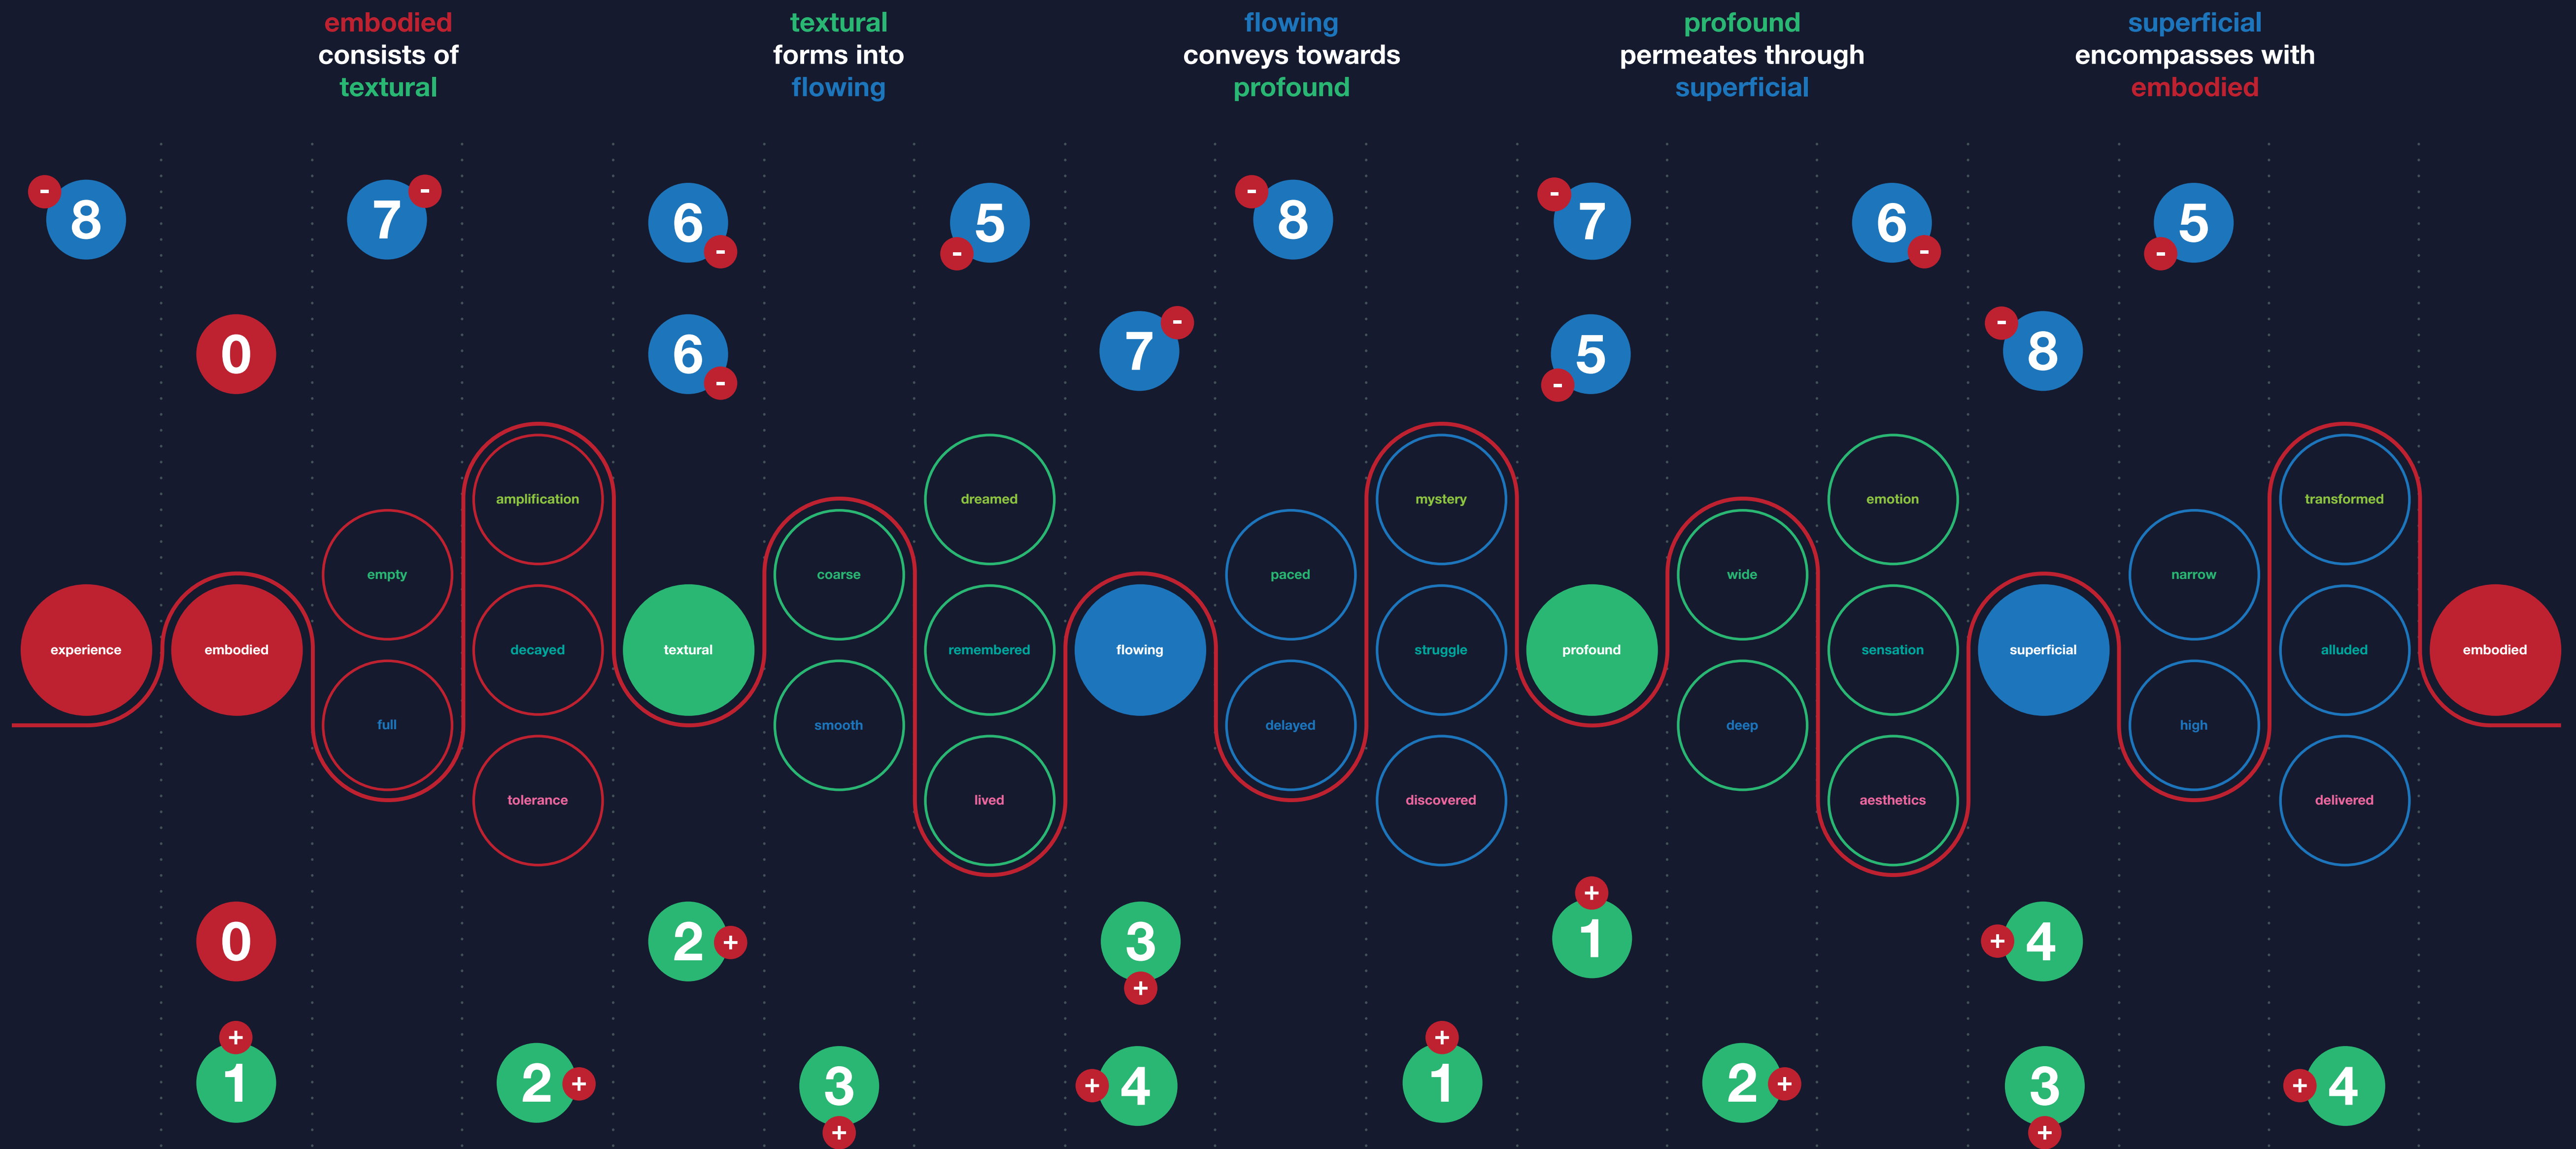 embodied
consists of
textural
textural
forms into
flowing
flowing
conveys towards
profound
profound
permeates through
superficial
superficial
encompasses with
embodied
- 8
7 -
6 -
5 -
- 8
- 7
6 -
5 -
0
6 -
7 -
5 -
- 8
experience
embodied
empty
full
amplification
decayed
tolerance
textural
coarse
smooth
dreamed
remembered
lived
flowing
paced
delayed
mystery
struggle
discovered
profound
wide
deep
emotion
sensation
aesthetics
superficial
narrow
high
transformed
alluded
delivered
embodied
0
2 +
3 +
+ 1
+ 4
+ 1
2 +
3 +
+ 4
+ 1
2 +
3 +
+ 4